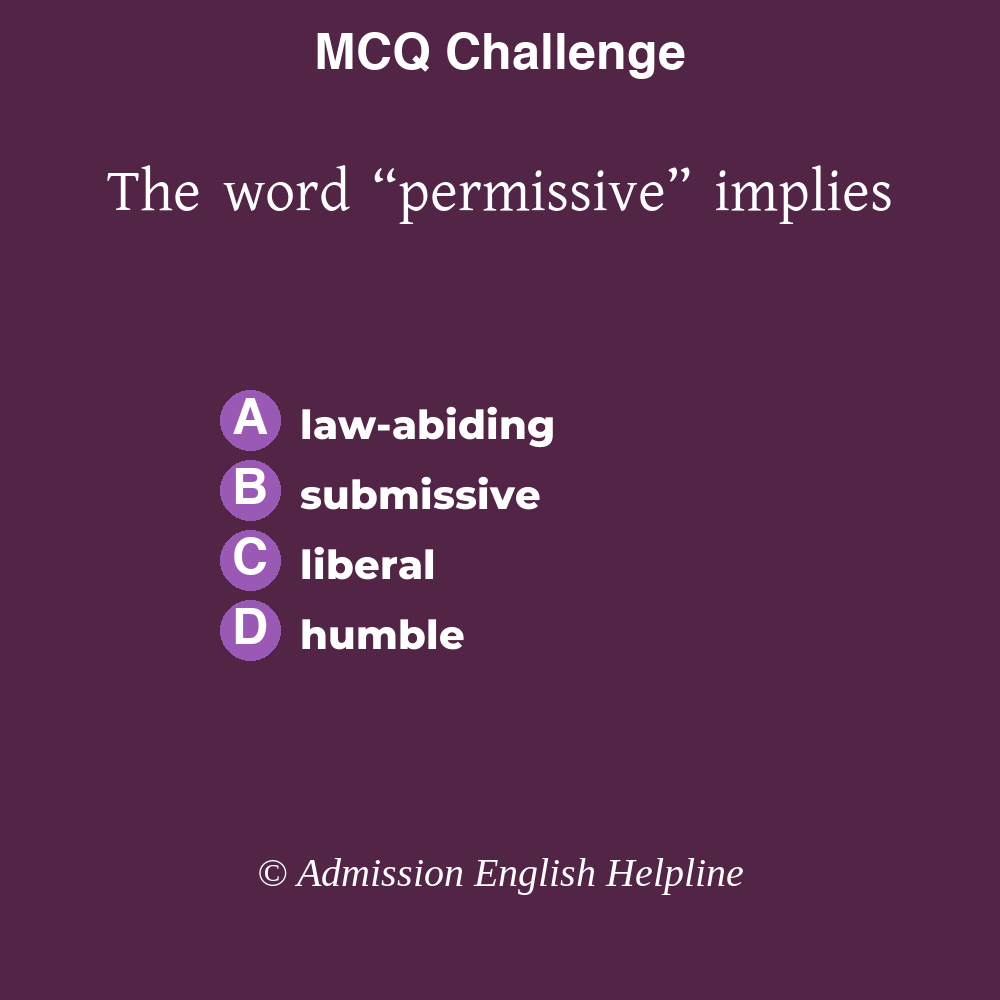 MCQ Challenge
The word “permissive” implies
A law-abiding
B submissive
C liberal
D humble
© Admission English Helpline